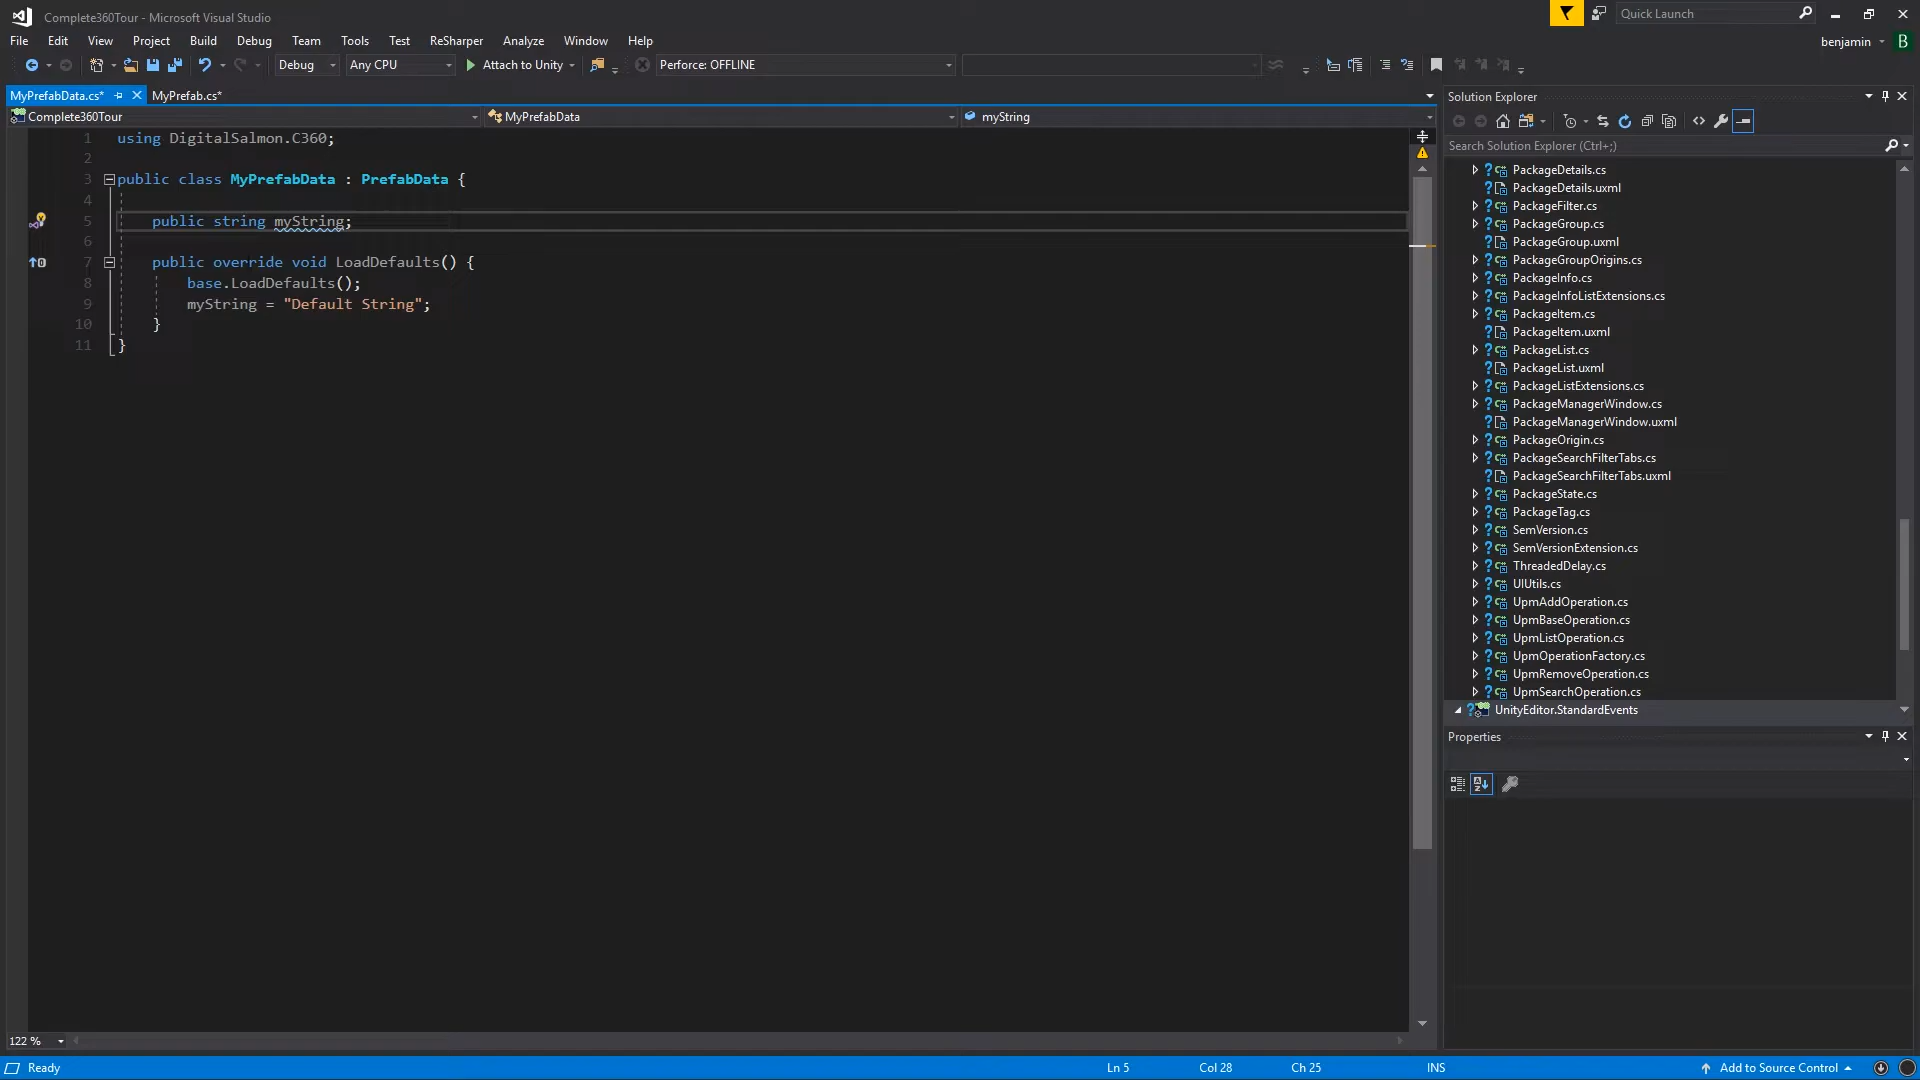 Complete360Tour - Microsoft Visual Studio
Quick Launch
File Edit View Project Build Debug Team Tools Test ReSharper Analyze Window Help
benjamin B
Debug Any CPU Attach to Unity Perforce: OFFLINE
MyPrefabData.cs* MyPrefab.cs*
Complete360Tour MyPrefabData myString
1 using DigitalSalmon.C360;
2
3 public class MyPrefabData : PrefabData {
4
5 public string myString;
6
7 public override void LoadDefaults() {
8 base.LoadDefaults();
9 myString = "Default String";
10 }
11 }
122 %
Solution Explorer
Search Solution Explorer (Ctrl+;)
PackageDetails.cs
PackageDetails.uxml
PackageFilter.cs
PackageGroup.cs
PackageGroup.uxml
PackageGroupOrigins.cs
PackageInfo.cs
PackageInfoListExtensions.cs
PackageItem.cs
PackageItem.uxml
PackageList.cs
PackageList.uxml
PackageListExtensions.cs
PackageManagerWindow.cs
PackageManagerWindow.uxml
PackageOrigin.cs
PackageSearchFilterTabs.cs
PackageSearchFilterTabs.uxml
PackageState.cs
PackageTag.cs
SemVersion.cs
SemVersionExtension.cs
ThreadedDelay.cs
UIUtils.cs
UpmAddOperation.cs
UpmBaseOperation.cs
UpmListOperation.cs
UpmOperationFactory.cs
UpmRemoveOperation.cs
UpmSearchOperation.cs
UnityEditor.StandardEvents
Properties
Ready Ln 5 Col 28 Ch 25 INS Add to Source Control